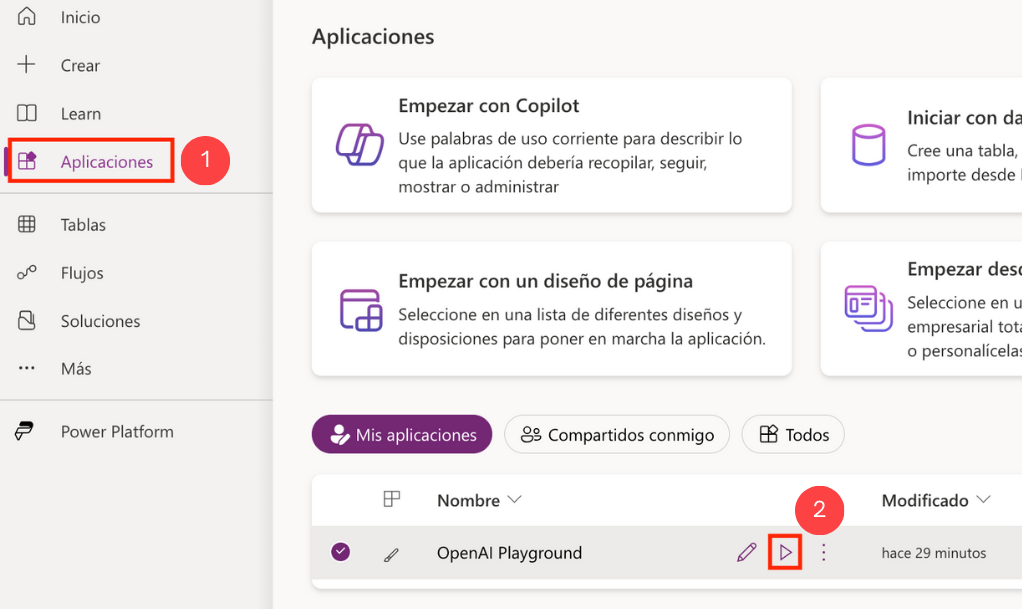 Inicio
Crear
Learn
Aplicaciones
1
Tablas
Flujos
Soluciones
Más
Power Platform
Aplicaciones
Empezar con Copilot
Use palabras de uso corriente para describir lo
que la aplicación debería recopilar, seguir,
mostrar o administrar
Iniciar con da
Cree una tabla,
importe desde
Empezar con un diseño de página
Seleccione en una lista de diferentes diseños y
disposiciones para poner en marcha la aplicación.
Empezar desd
Seleccione en u
empresarial tota
o personalícelas
Mis aplicaciones
Compartidos conmigo
Todos
Nombre
2
Modificado
OpenAI Playground
hace 29 minutos